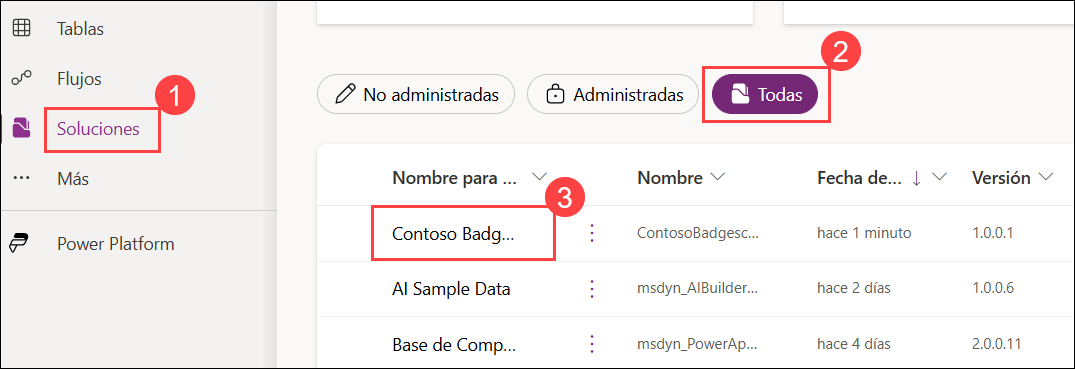 Tablas
Flujos
1
Soluciones
Más
Power Platform
2
No administradas Administradas Todas
3
Nombre para ... Nombre Fecha de... ↓ Versión
Contoso Badg... ContosoBadgesc... hace 1 minuto 1.0.0.1
AI Sample Data msdyn_AIBuilder... hace 2 días 1.0.0.6
Base de Comp... msdyn_PowerAp... hace 4 días 2.0.0.11